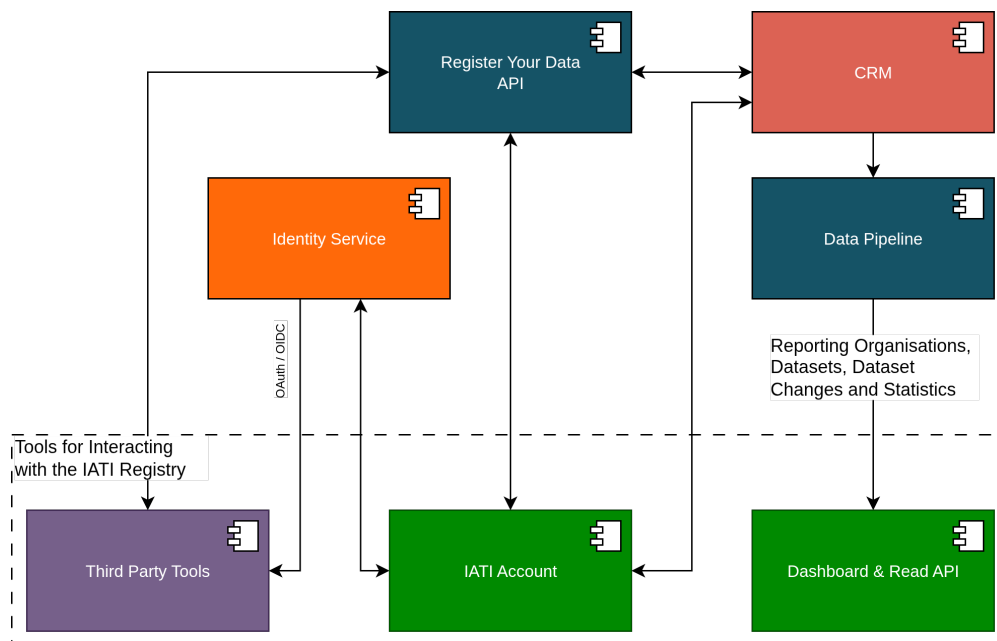 Register Your Data
API
CRM
Identity Service
Data Pipeline
OAuth / OIDC
Reporting Organisations,
Datasets, Dataset
Changes and Statistics
Tools for Interacting
with the IATI Registry
Third Party Tools
IATI Account
Dashboard & Read API